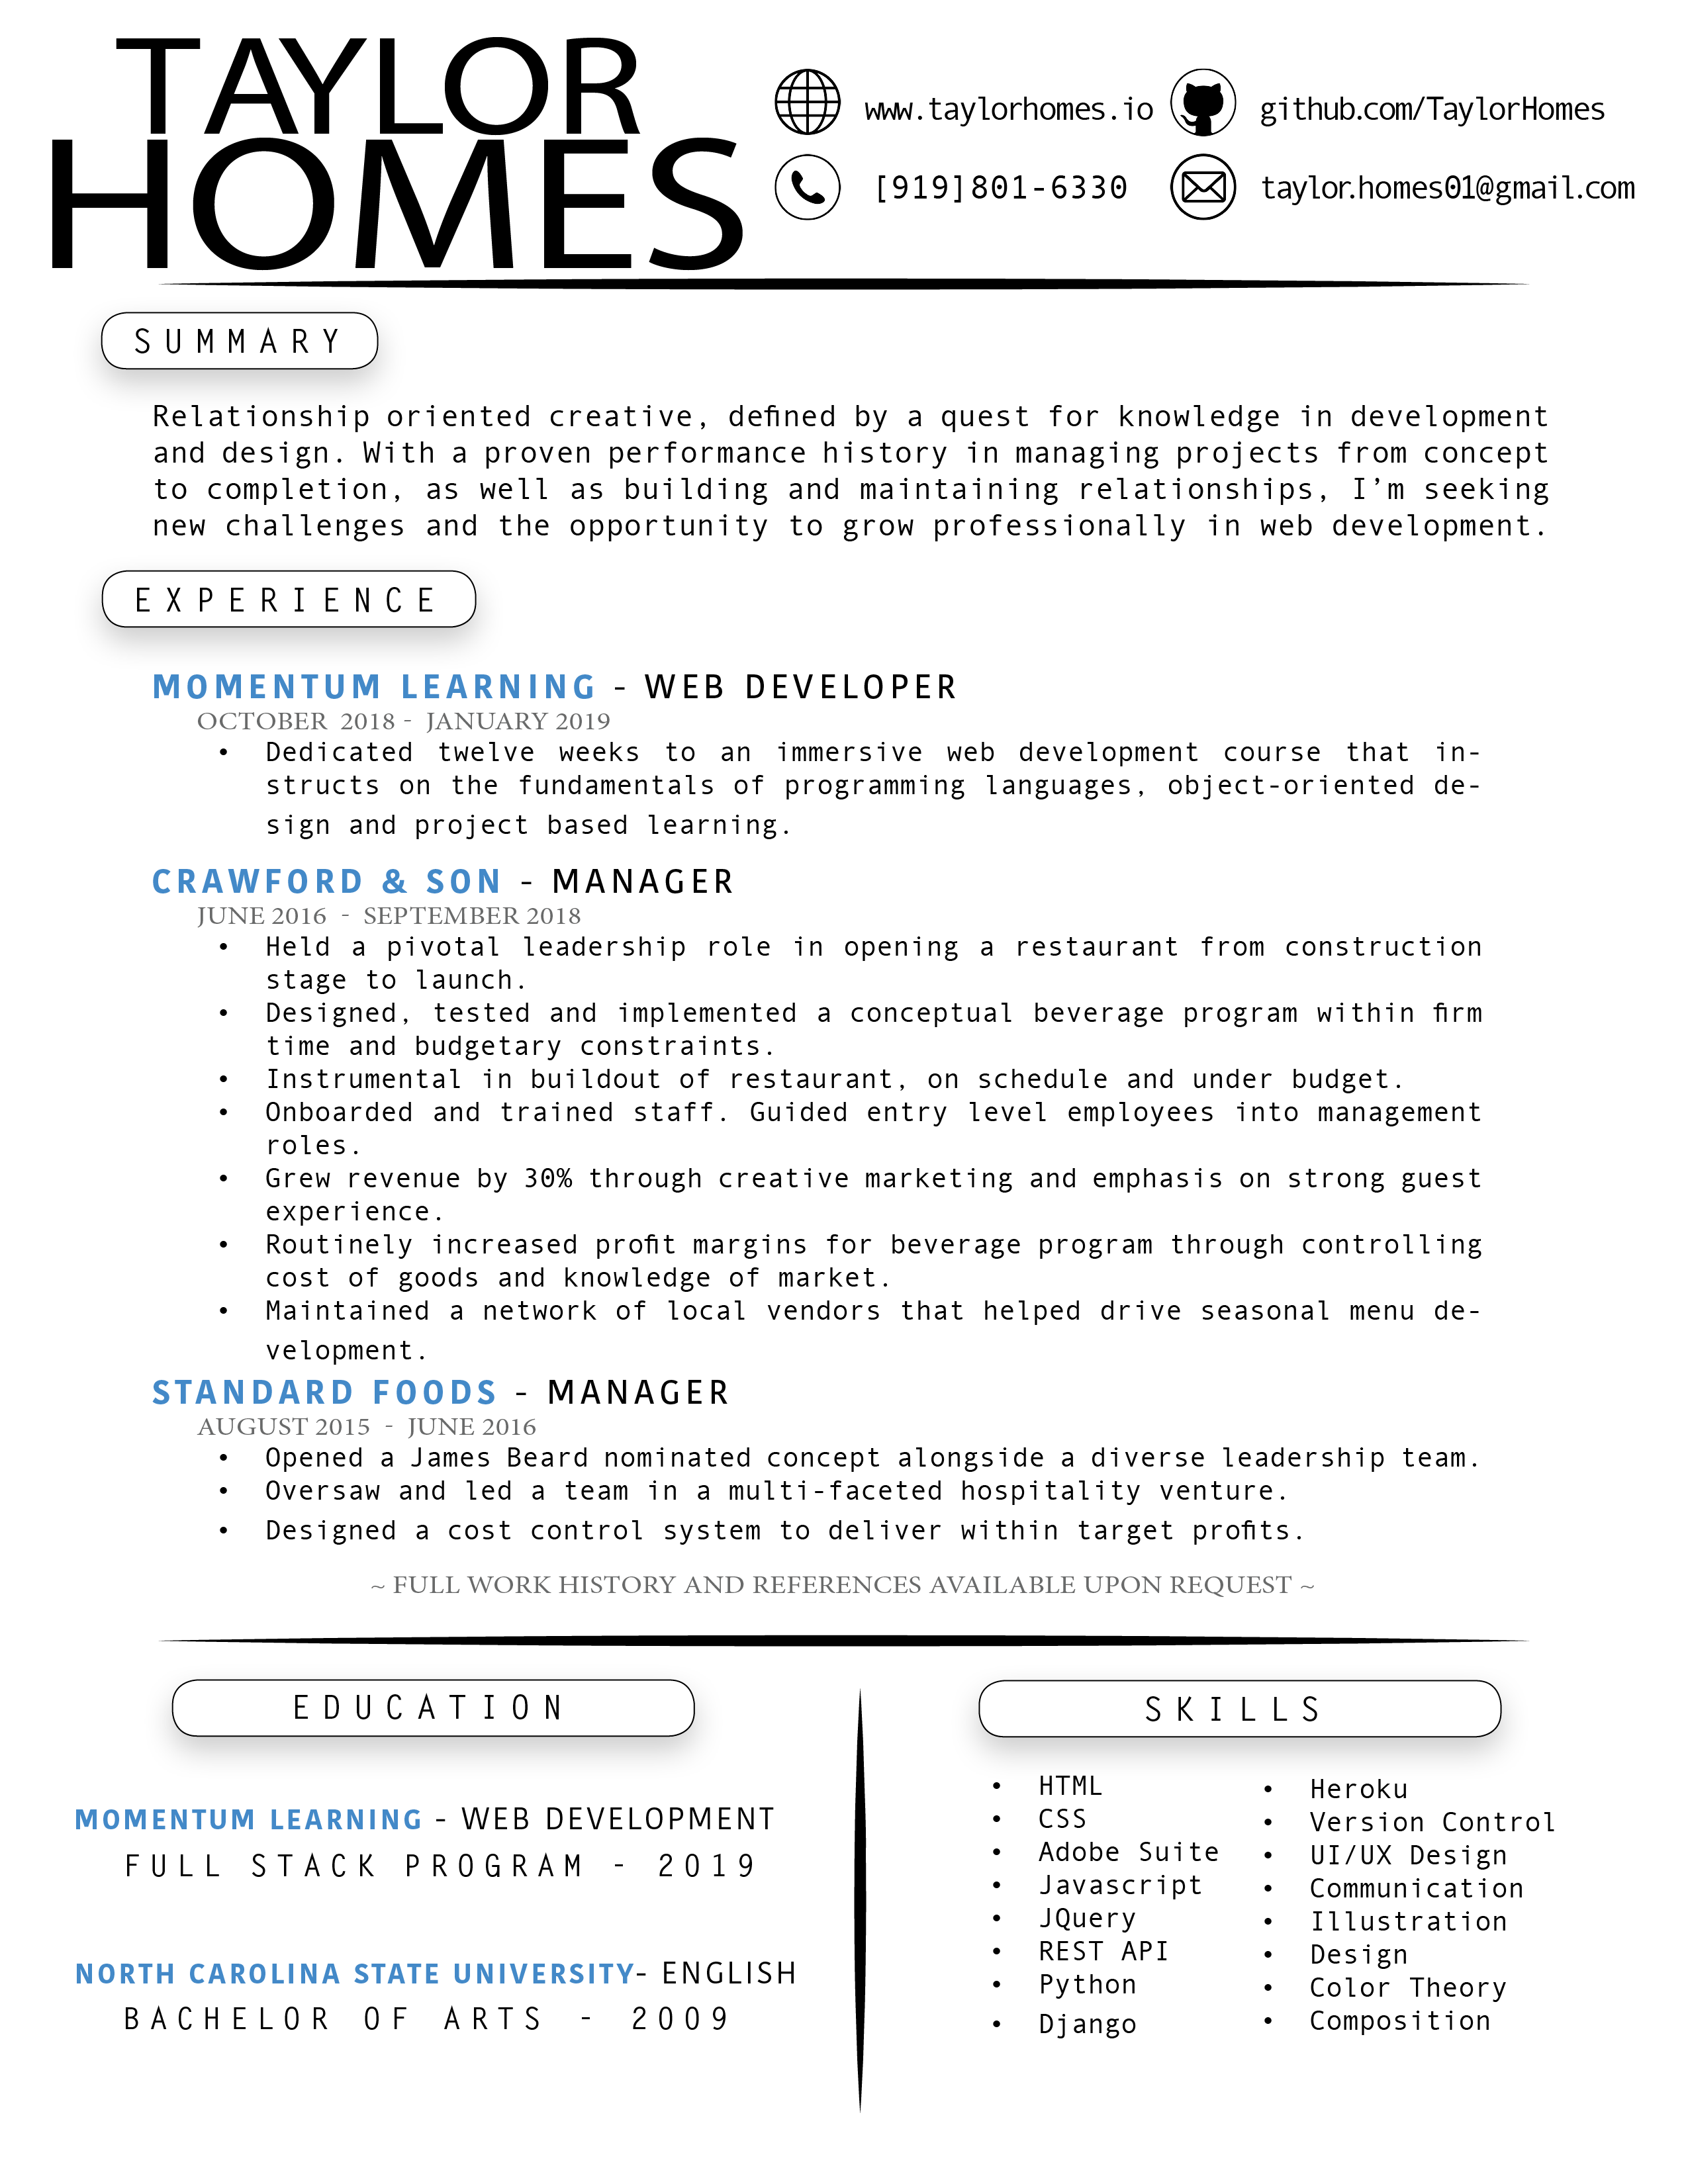 TAYLOR
HOMES
www.taylorhomes.io
github.com/TaylorHomes
[919]801-6330
taylor.homes01@gmail.com
SUMMARY
Relationship oriented creative, defined by a quest for knowledge in development
and design. With a proven performance history in managing projects from concept
to completion, as well as building and maintaining relationships, I'm seeking
new challenges and the opportunity to grow professionally in web development.
EXPERIENCE
MOMENTUM LEARNING - WEB DEVELOPER
OCTOBER 2018 - JANUARY 2019
• Dedicated twelve weeks to an immersive web development course that in-
structs on the fundamentals of programming languages, object-oriented de-
sign and project based learning.
CRAWFORD & SON - MANAGER
JUNE 2016 - SEPTEMBER 2018
• Held a pivotal leadership role in opening a restaurant from construction
stage to launch.
• Designed, tested and implemented a conceptual beverage program within firm
time and budgetary constraints.
• Instrumental in buildout of restaurant, on schedule and under budget.
• Onboarded and trained staff. Guided entry level employees into management
roles.
• Grew revenue by 30% through creative marketing and emphasis on strong guest
experience.
• Routinely increased profit margins for beverage program through controlling
cost of goods and knowledge of market.
• Maintained a network of local vendors that helped drive seasonal menu de-
velopment.
STANDARD FOODS - MANAGER
AUGUST 2015 - JUNE 2016
• Opened a James Beard nominated concept alongside a diverse leadership team.
• Oversaw and led a team in a multi-faceted hospitality venture.
• Designed a cost control system to deliver within target profits.
~ FULL WORK HISTORY AND REFERENCES AVAILABLE UPON REQUEST ~
EDUCATION
MOMENTUM LEARNING - WEB DEVELOPMENT
FULL STACK PROGRAM - 2019
NORTH CAROLINA STATE UNIVERSITY- ENGLISH
BACHELOR OF ARTS - 2009
SKILLS
• HTML
• CSS
• Adobe Suite
• Javascript
• JQuery
• REST API
• Python
• Django
• Heroku
• Version Control
• UI/UX Design
• Communication
• Illustration
• Design
• Color Theory
• Composition